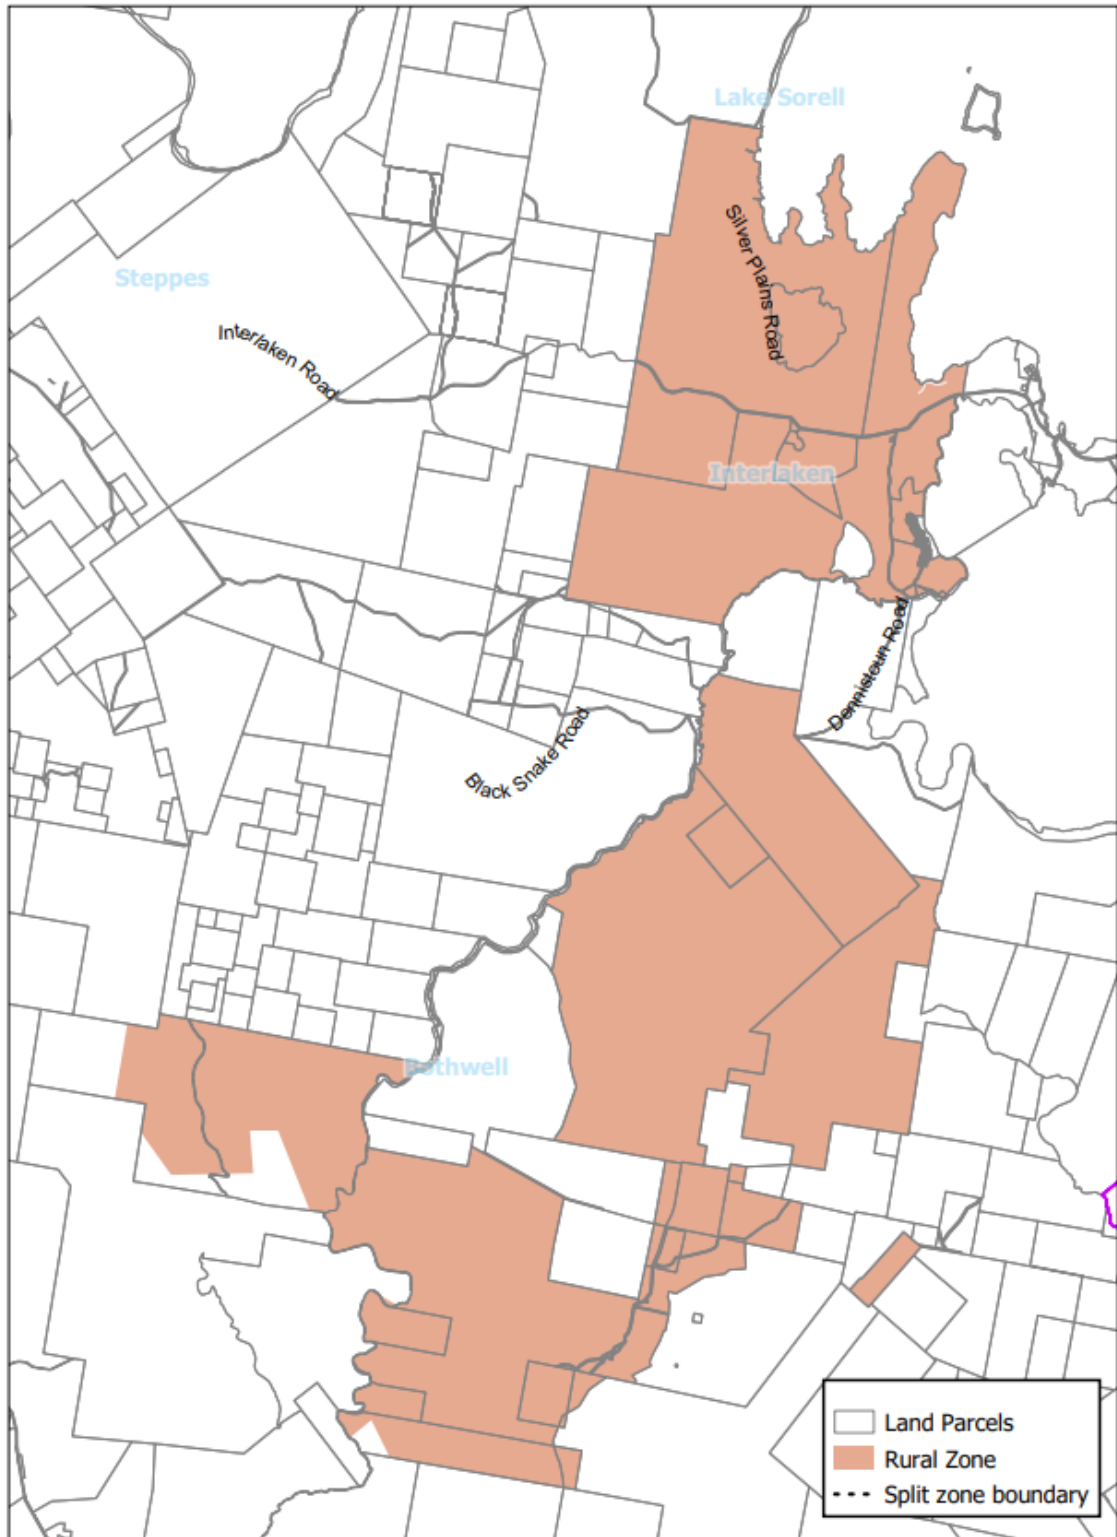 Lake Sorell
Silver Plains Road
Steppes
Interlaken Road
Interlaken
Dennistoun Road
Black Snake Road
Bothwell
Land Parcels
Rural Zone
Split zone boundary